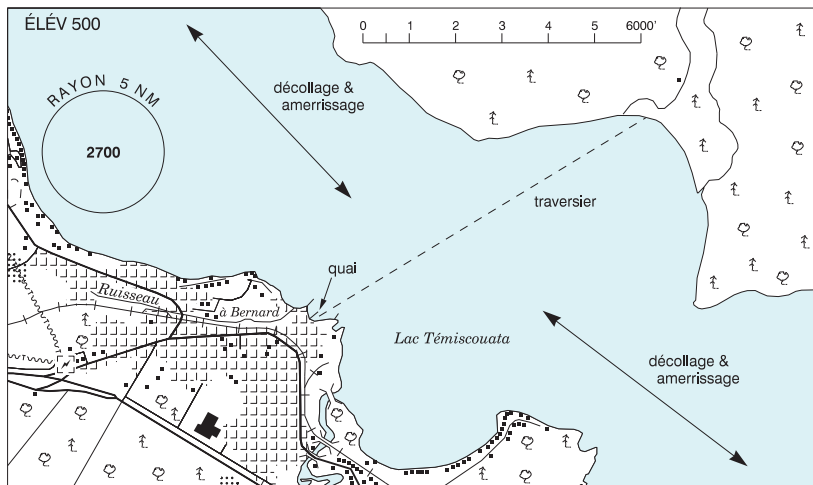 ÉLÉV 500
0 1 2 3 4 5 6000'
décollage &
amerrissage
RAYON 5 NM
2700
traversier
quai
Ruisseau
à Bernard
Lac Témiscouata
décollage &
amerrissage